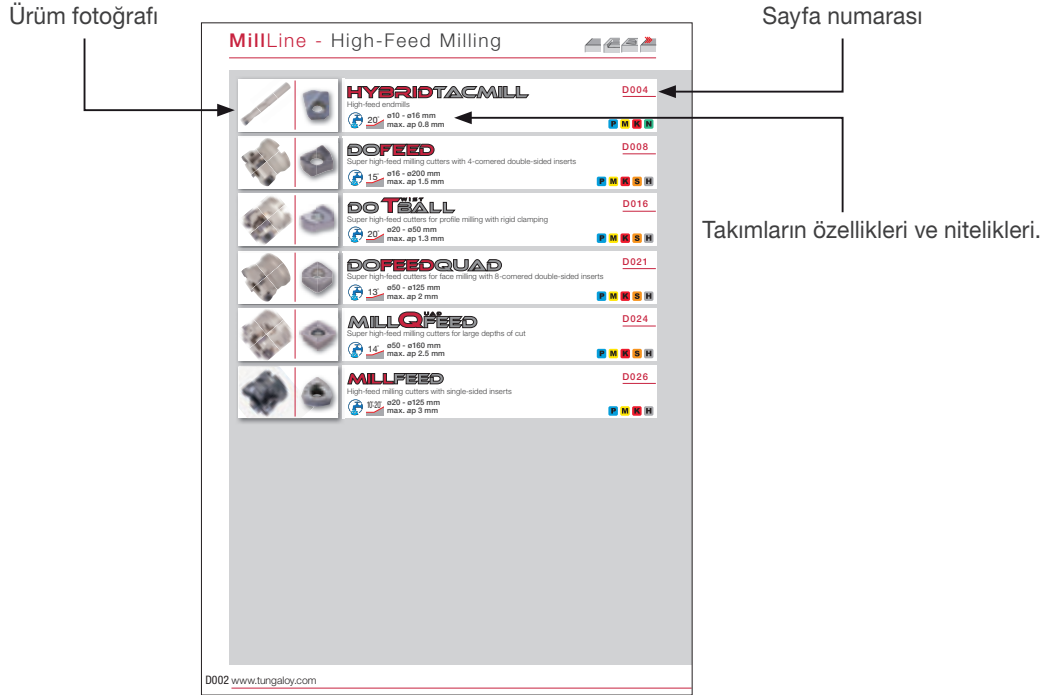 Ürüm fotoğrafı
Sayfa numarası
MillLine - High-Feed Milling
HYBRIDTACMILL
D004
High-feed endmills
20° ø10 - ø16 mm
max. ap 0.8 mm
P M K N
DOFEED
D008
Super high-feed milling cutters with 4-cornered double-sided inserts
15° ø16 - ø200 mm
max. ap 1.5 mm
P M K S H
DO TWISTBALL
D016
Super high-feed cutters for profile milling with rigid clamping
20° ø20 - ø50 mm
max. ap 1.3 mm
P M K S H
Takımların özellikleri ve nitelikleri.
DOFEEDQUAD
D021
Super high-feed cutters for face milling with 8-cornered double-sided inserts
13° ø50 - ø125 mm
max. ap 2 mm
P M K S H
MILLQUADFEED
D024
Super high-feed milling cutters for large depths of cut
14° ø50 - ø160 mm
max. ap 2.5 mm
P M K S H
MILLFEED
D026
High-feed milling cutters with single-sided inserts
10°-20° ø20 - ø125 mm
max. ap 3 mm
P M K H
D002 www.tungaloy.com